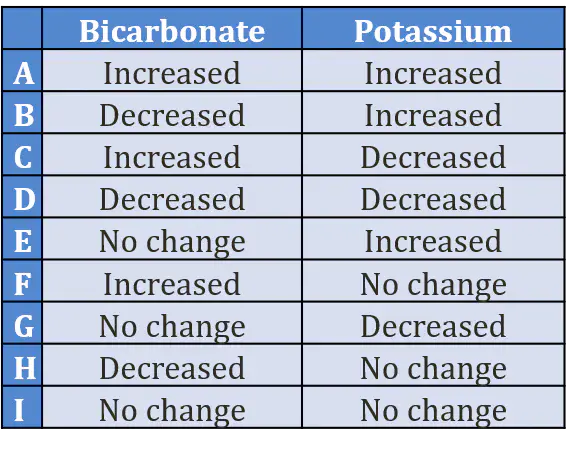 Bicarbonate Potassium
A Increased Increased
B Decreased Increased
C Increased Decreased
D Decreased Decreased
E No change Increased
F Increased No change
G No change Decreased
H Decreased No change
I No change No change